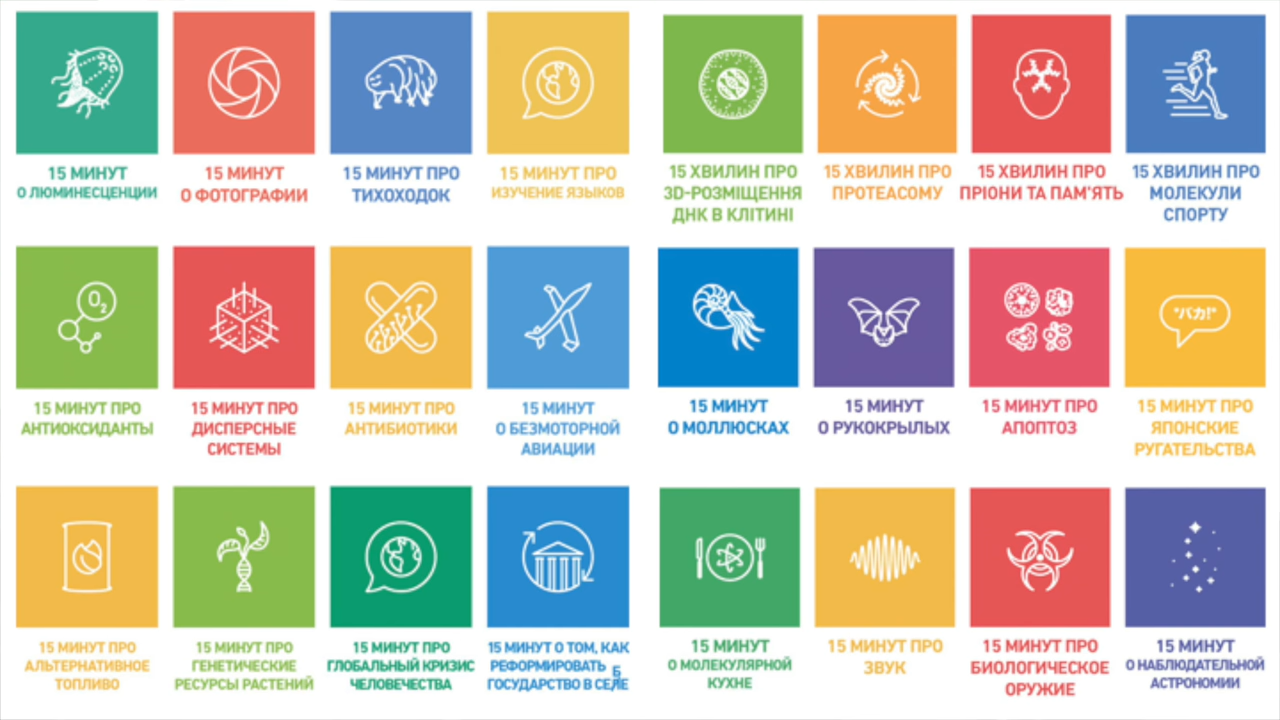 15 МИНУТ
О ЛЮМИНЕСЦЕНЦИИ
15 МИНУТ
О ФОТОГРАФИИ
15 МИНУТ ПРО
ТИХОХОДОК
15 МИНУТ ПРО
ИЗУЧЕНИЕ ЯЗЫКОВ
15 ХВИЛИН ПРО
3D-РОЗМІЩЕННЯ
ДНК В КЛІТИНІ
15 ХВИЛИН ПРО
ПРОТЕАСОМУ
15 ХВИЛИН ПРО
ПРІОНИ ТА ПАМ'ЯТЬ
15 ХВИЛИН ПРО
МОЛЕКУЛИ
СПОРТУ
O2
15 МИНУТ ПРО
АНТИОКСИДАНТЫ
15 МИНУТ ПРО
ДИСПЕРСНЫЕ
СИСТЕМЫ
15 МИНУТ ПРО
АНТИБИОТИКИ
15 МИНУТ
О БЕЗМОТОРНОЙ
АВИАЦИИ
15 МИНУТ
О МОЛЛЮСКАХ
15 МИНУТ
О РУКОКРЫЛЫХ
15 МИНУТ ПРО
АПОПТОЗ
"バカ!"
15 МИНУТ ПРО
ЯПОНСКИЕ
РУГАТЕЛЬСТВА
15 МИНУТ ПРО
АЛЬТЕРНАТИВНОЕ
ТОПЛИВО
15 МИНУТ ПРО
ГЕНЕТИЧЕСКИЕ
РЕСУРСЫ РАСТЕНИЙ
15 МИНУТ ПРО
ГЛОБАЛЬНЫЙ КРИЗИС
ЧЕЛОВЕЧЕСТВА
15 МИНУТ О ТОМ, КАК
РЕФОРМИРОВАТЬ
ГОСУДАРСТВО В СЕЛЕ
Б
15 МИНУТ
О МОЛЕКУЛЯРНОЙ
КУХНЕ
15 МИНУТ ПРО
ЗВУК
15 МИНУТ ПРО
БИОЛОГИЧЕСКОЕ
ОРУЖИЕ
15 МИНУТ
О НАБЛЮДАТЕЛЬНОЙ
АСТРОНОМИИ